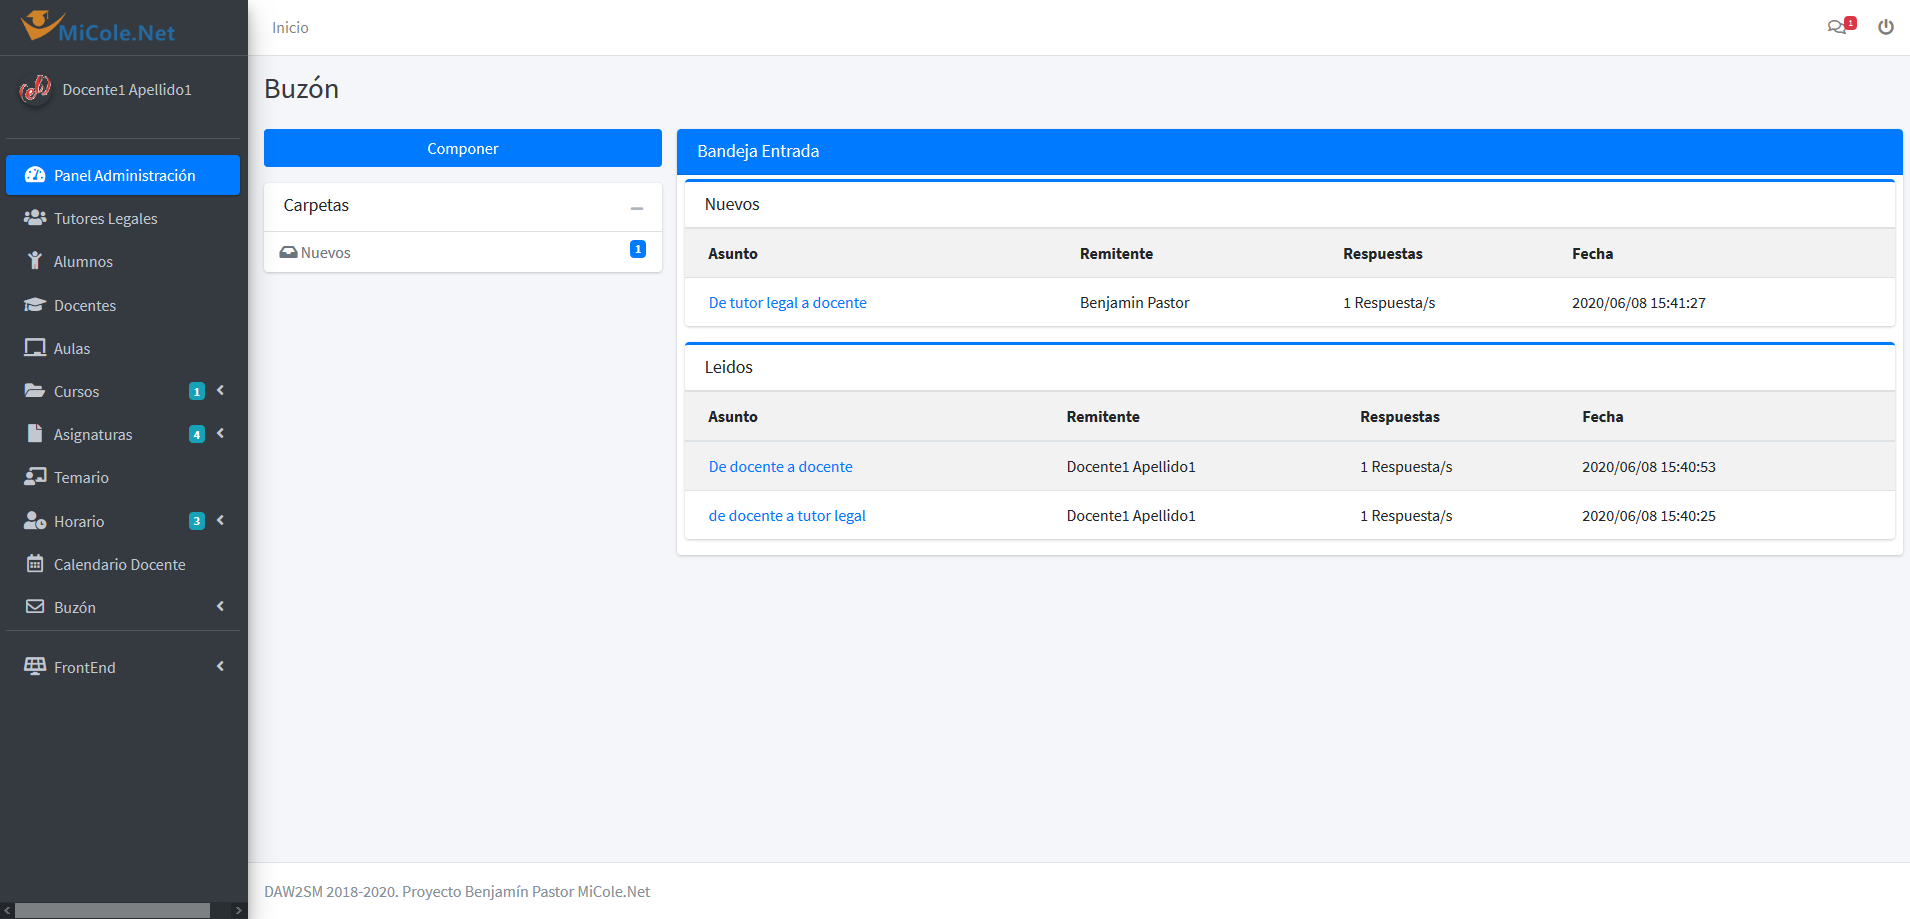 MiCole.Net
Docente1 Apellido1
Panel Administración
Tutores Legales
Alumnos
Docentes
Aulas
Cursos 1
Asignaturas 4
Temario
Horario 3
Calendario Docente
Buzón
FrontEnd
Inicio
1
Buzón
Componer
Carpetas
Nuevos 1
Bandeja Entrada
Nuevos
Asunto Remitente Respuestas Fecha
De tutor legal a docente Benjamin Pastor 1 Respuesta/s 2020/06/08 15:41:27
Leidos
Asunto Remitente Respuestas Fecha
De docente a docente Docente1 Apellido1 1 Respuesta/s 2020/06/08 15:40:53
de docente a tutor legal Docente1 Apellido1 1 Respuesta/s 2020/06/08 15:40:25
DAW2SM 2018-2020. Proyecto Benjamín Pastor MiCole.Net